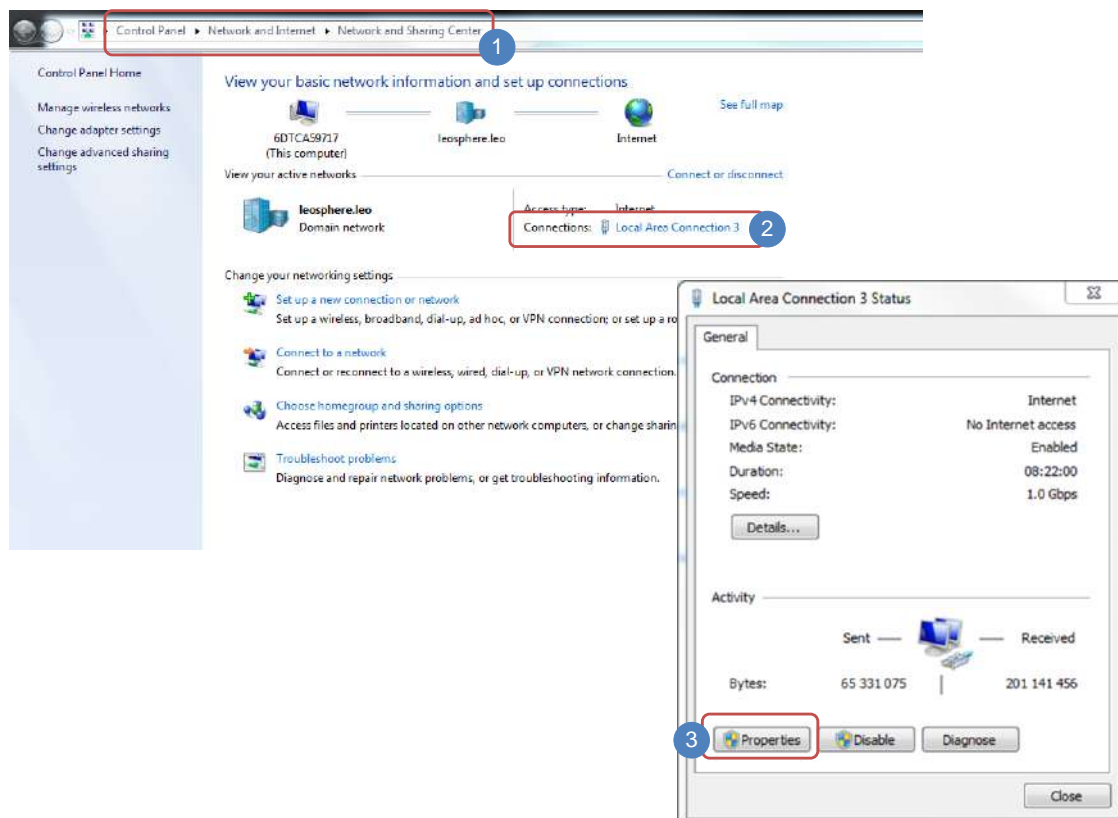 Control Panel ▸ Network and Internet ▸ Network and Sharing Center
1
Control Panel Home
Manage wireless networks
Change adapter settings
Change advanced sharing
settings
View your basic network information and set up connections
See full map
6DTCA59717
(This computer)
leosphere.leo
Internet
View your active networks
Connect or disconnect
leosphere.leo
Domain network
Access type: Internet
Connections: Local Area Connection 3
2
Change your networking settings
Set up a new connection or network
Set up a wireless, broadband, dial-up, ad hoc, or VPN connection; or set up a ro
Connect to a network
Connect or reconnect to a wireless, wired, dial-up, or VPN network connection.
Choose homegroup and sharing options
Access files and printers located on other network computers, or change sharin
Troubleshoot problems
Diagnose and repair network problems, or get troubleshooting information.
Local Area Connection 3 Status
General
Connection
IPv4 Connectivity: Internet
IPv6 Connectivity: No Internet access
Media State: Enabled
Duration: 08:22:00
Speed: 1.0 Gbps
Details...
Activity
Sent Received
Bytes: 65 331 075 201 141 456
3
Properties Disable Diagnose
Close